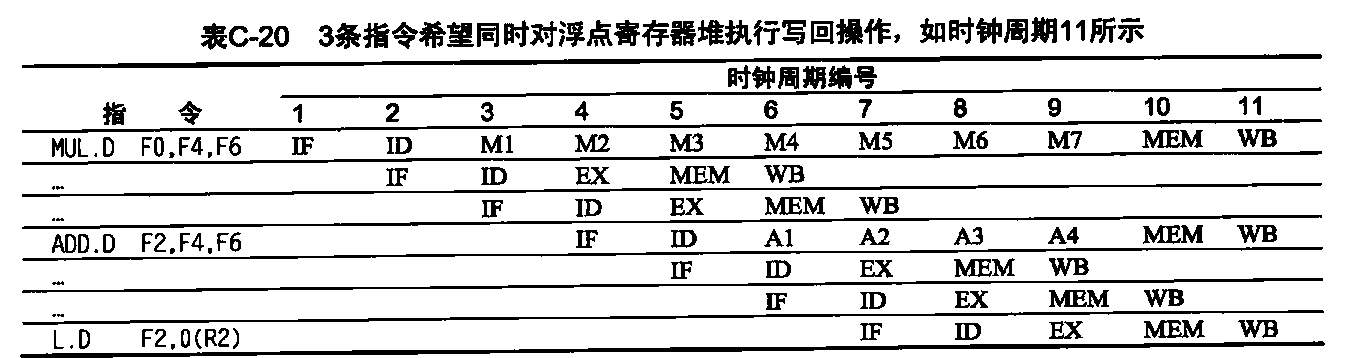 表C-20 3条指令希望同时对浮点寄存器堆执行写回操作，如时钟周期11所示
时钟周期编号
指 令 1 2 3 4 5 6 7 8 9 10 11
MUL.D F0,F4,F6 IF ID M1 M2 M3 M4 M5 M6 M7 MEM WB
… IF ID EX MEM WB
… IF ID EX MEM WB
ADD.D F2,F4,F6 IF ID A1 A2 A3 A4 MEM WB
… IF ID EX MEM WB
… IF ID EX MEM WB
L.D F2,0(R2) IF ID EX MEM WB